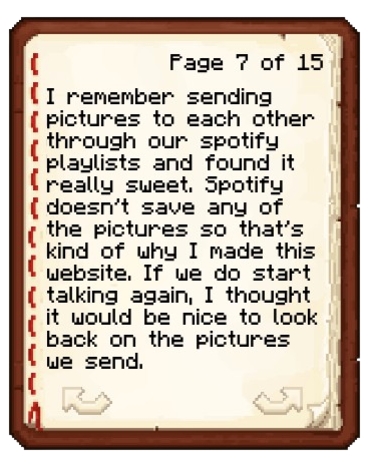 Page 7 of 15
I remember sending
pictures to each other
through our spotify
playlists and found it
really sweet. Spotify
doesn't save any of
the pictures so that's
kind of why I made this
website. If we do start
talking again, I thought
it would be nice to look
back on the pictures
we send.